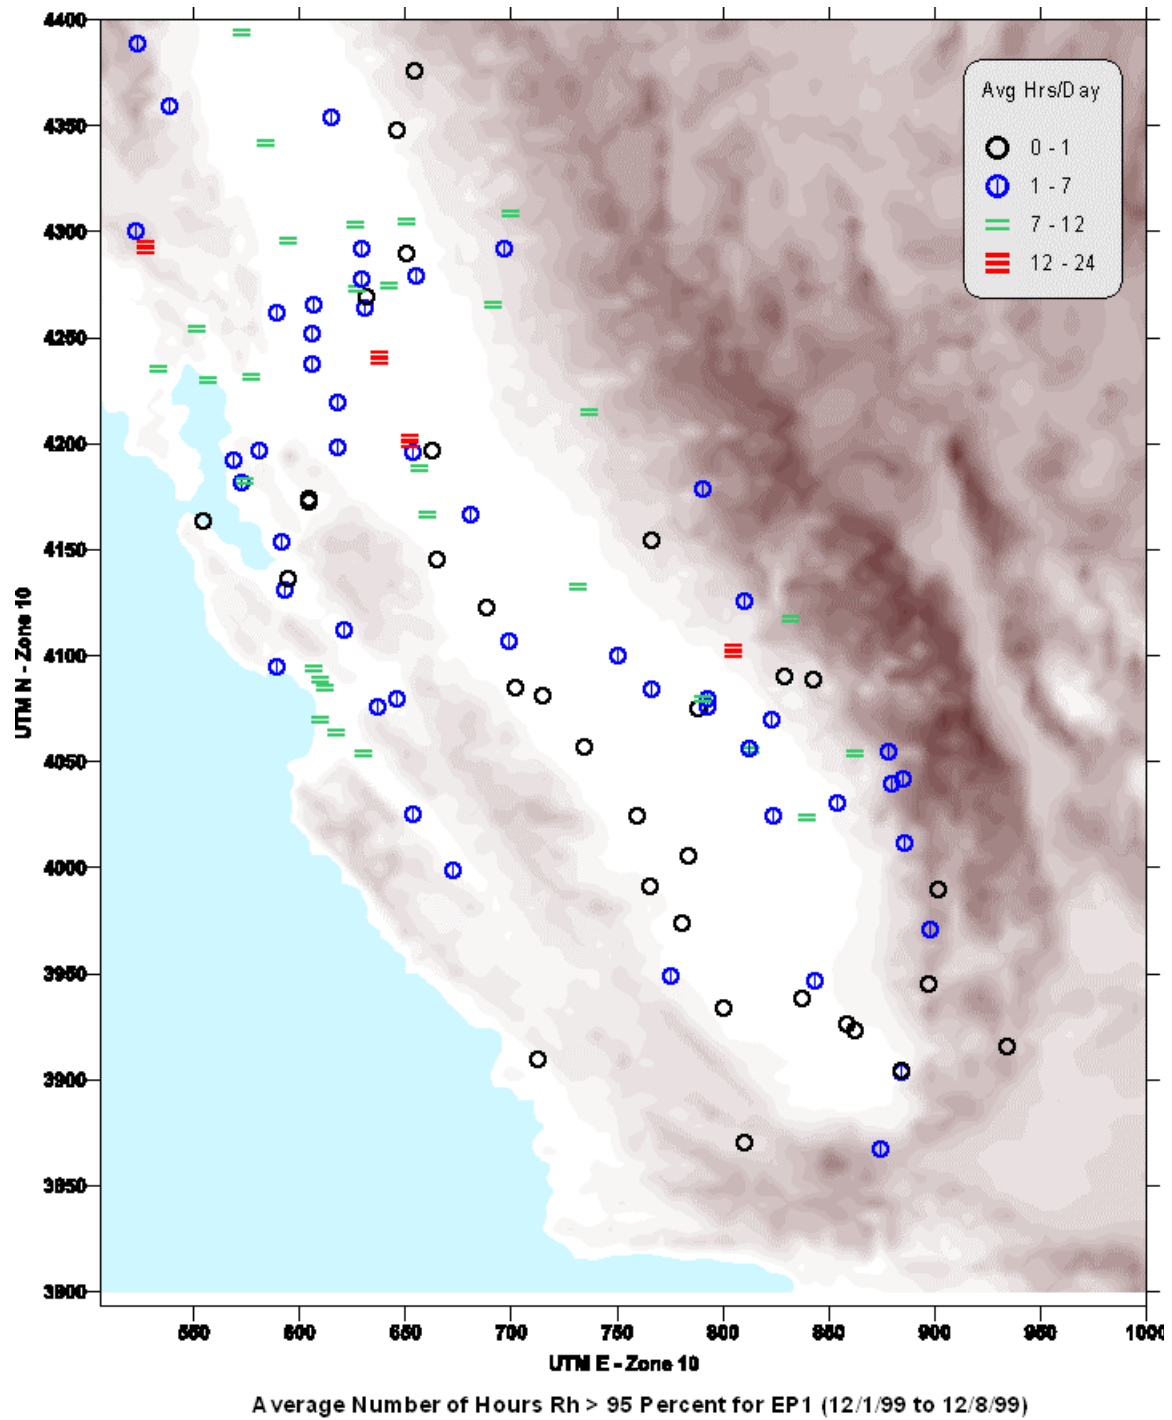 4400
4350
4300
4250
4200
4150
4100
4050
4000
3950
3900
3850
3800
UTM N - Zone 10
Avg Hrs/Day
0 - 1
1 - 7
7 - 12
12 - 24
550 600 650 700 750 800 850 900 950 1000
UTM E - Zone 10
Average Number of Hours Rh > 95 Percent for EP1 (12/1/99 to 12/8/99)